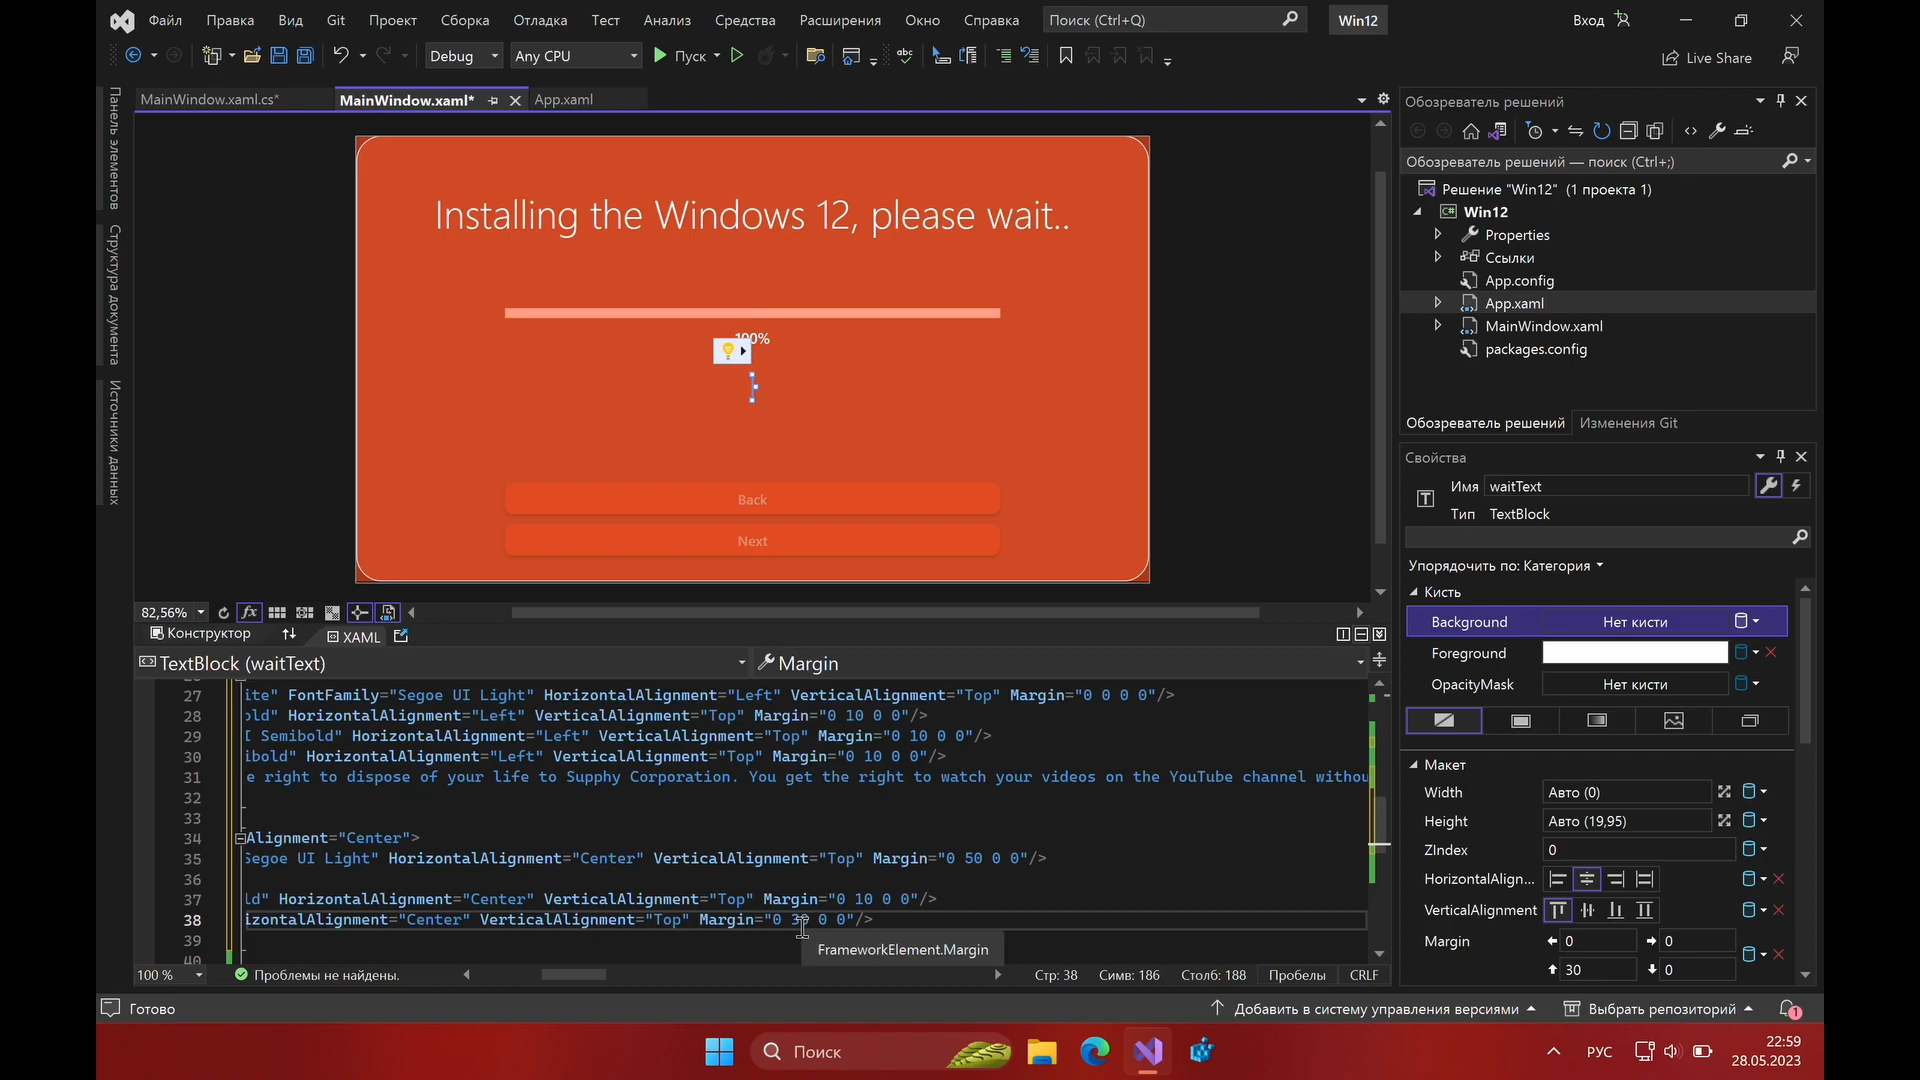 Файл Правка Вид Git Проект Сборка Отладка Тест Анализ Средства Расширения Окно Справка Поиск (Ctrl+Q) Win12 Вход
Debug Any CPU Пуск Live Share
MainWindow.xaml.cs* MainWindow.xaml* App.xaml
Панель элементов
Структура документа
Источники данных
Installing the Windows 12, please wait..
100%
Back
Next
82,56%
Конструктор XAML
TextBlock (waitText) Margin
27 ite" FontFamily="Segoe UI Light" HorizontalAlignment="Left" VerticalAlignment="Top" Margin="0 0 0 0"/>
28 old" HorizontalAlignment="Left" VerticalAlignment="Top" Margin="0 10 0 0"/>
29 I Semibold" HorizontalAlignment="Left" VerticalAlignment="Top" Margin="0 10 0 0"/>
30 ibold" HorizontalAlignment="Left" VerticalAlignment="Top" Margin="0 10 0 0"/>
31 e right to dispose of your life to Supphy Corporation. You get the right to watch your videos on the YouTube channel withou
32
33
34 Alignment="Center">
35 Segoe UI Light" HorizontalAlignment="Center" VerticalAlignment="Top" Margin="0 50 0 0"/>
36
37 ld" HorizontalAlignment="Center" VerticalAlignment="Top" Margin="0 10 0 0"/>
38 izontalAlignment="Center" VerticalAlignment="Top" Margin="0 30 0 0"/>
39
40
FrameworkElement.Margin
100 % Проблемы не найдены. Стр: 38 Симв: 186 Столб: 188 Пробелы CRLF
Обозреватель решений
Обозреватель решений — поиск (Ctrl+;)
Решение "Win12" (1 проекта 1)
Win12
Properties
Ссылки
App.config
App.xaml
MainWindow.xaml
packages.config
Обозреватель решений Изменения Git
Свойства
Имя waitText
Тип TextBlock
Упорядочить по: Категория
Кисть
Background Нет кисти
Foreground
OpacityMask Нет кисти
Макет
Width Авто (0)
Height Авто (19,95)
ZIndex 0
HorizontalAlign...
VerticalAlignment
Margin 0 0
30 0
Готово Добавить в систему управления версиями Выбрать репозиторий 1
Поиск РУС 22:59
28.05.2023